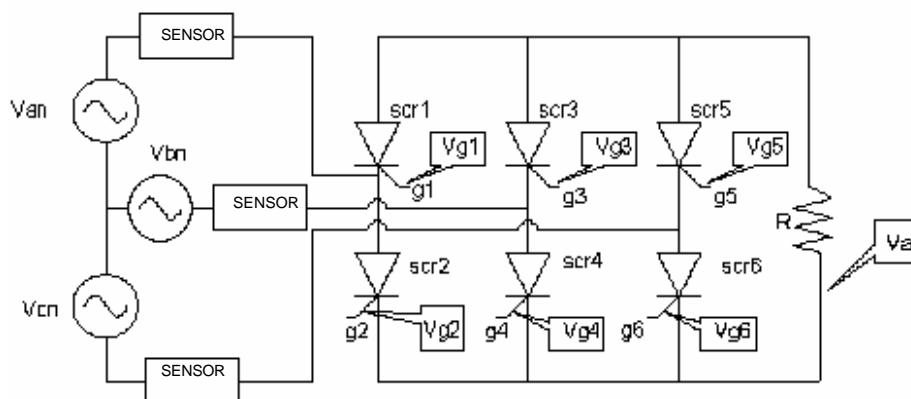 SENSOR
Van
scr1
scr3
scr5
Vbn
Vg1
Vg3
Vg5
g1
g3
g5
SENSOR
R
Va
scr2
scr4
scr6
Vcn
g2
Vg2
g4
Vg4
g6
Vg6
SENSOR